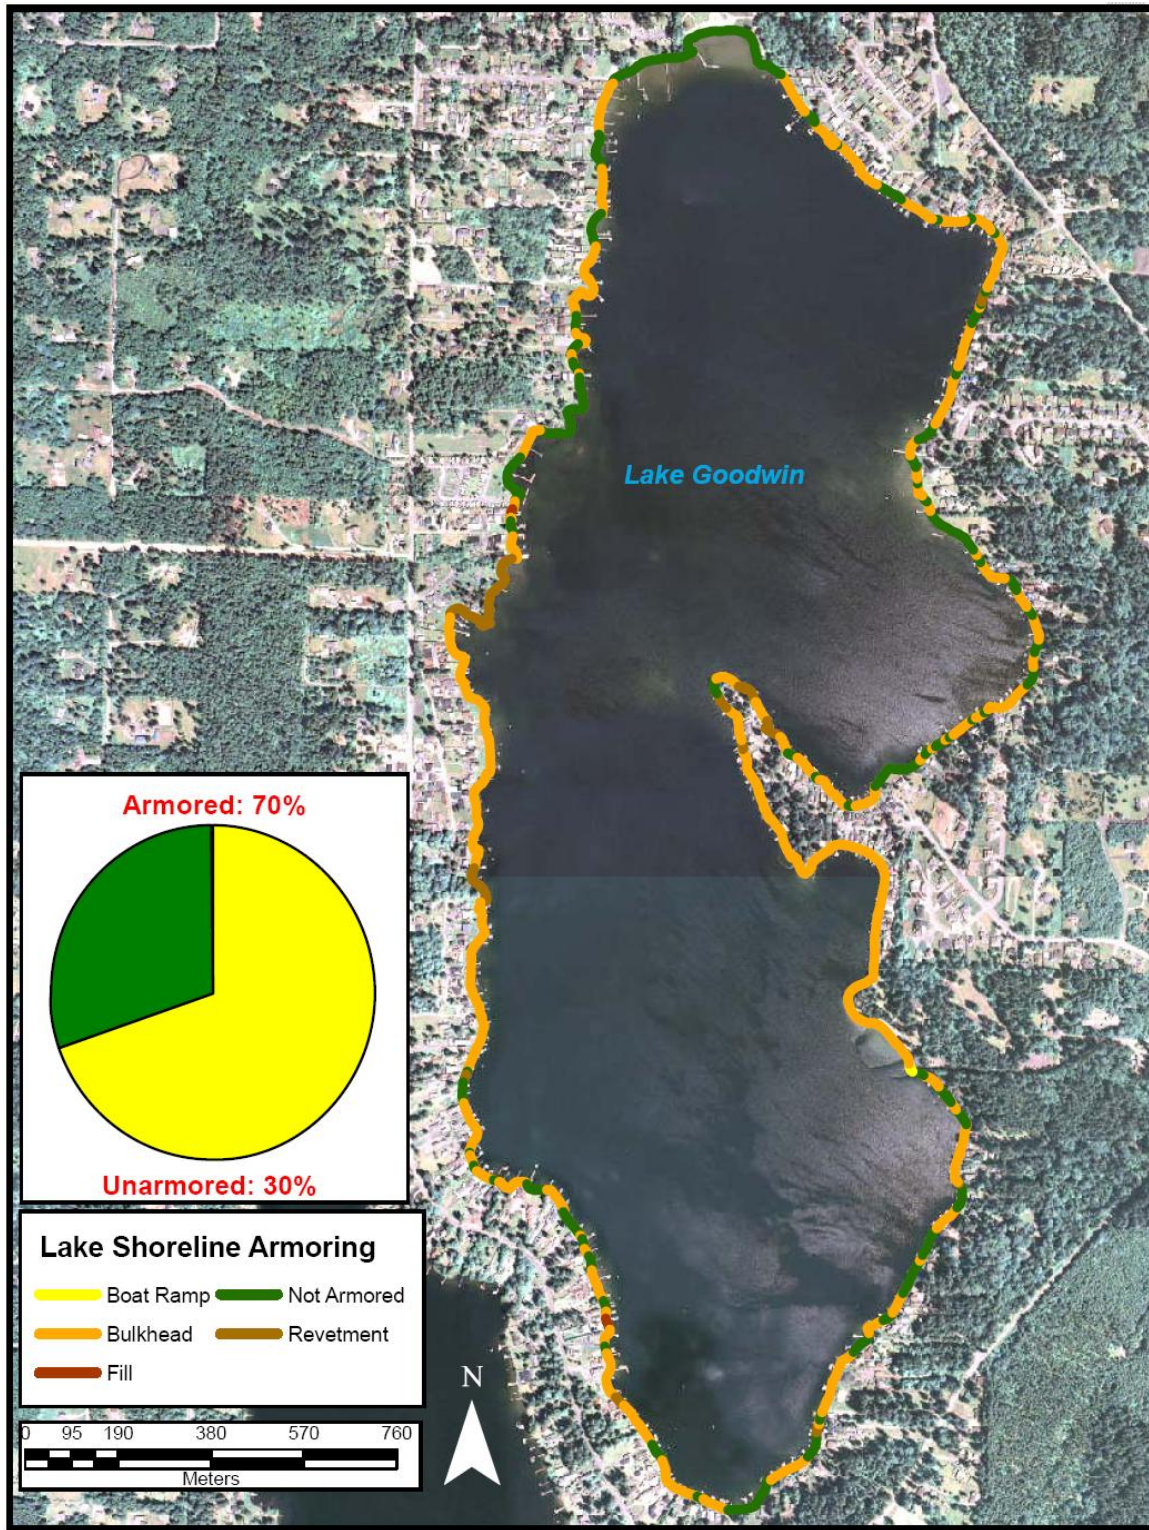 Lake Goodwin
Armored: 70%
Unarmored: 30%
Lake Shoreline Armoring
Boat Ramp Not Armored
Bulkhead Revetment
Fill
N
0 95 190 380 570 760
Meters